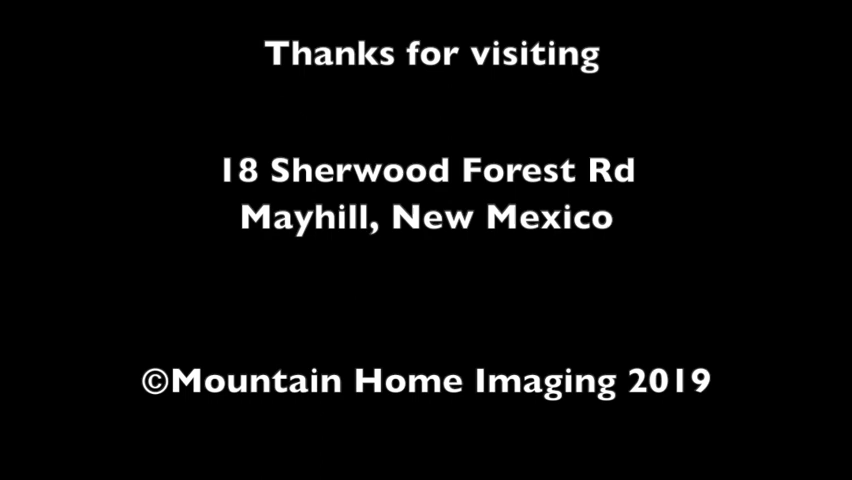 Thanks for visiting
18 Sherwood Forest Rd
Mayhill, New Mexico
©Mountain Home Imaging 2019